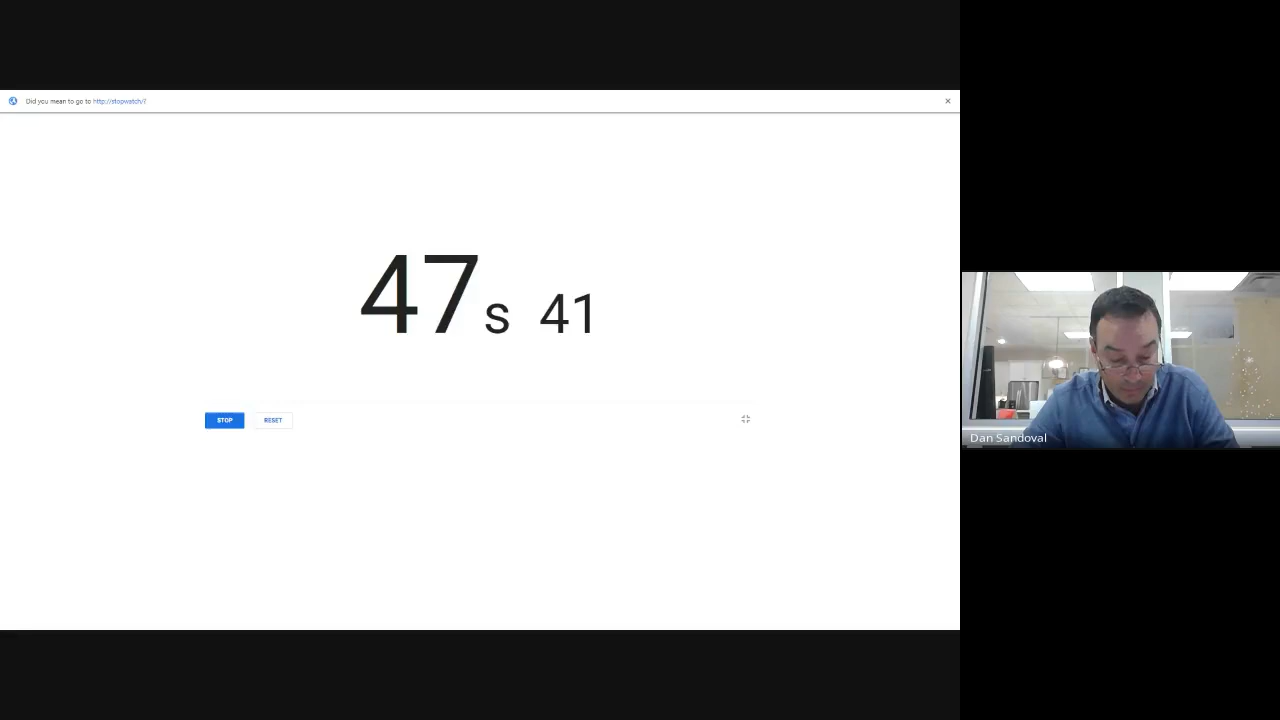 Did you mean to go to http://stopwatch/?
47s 41
STOP
RESET
Dan Sandoval